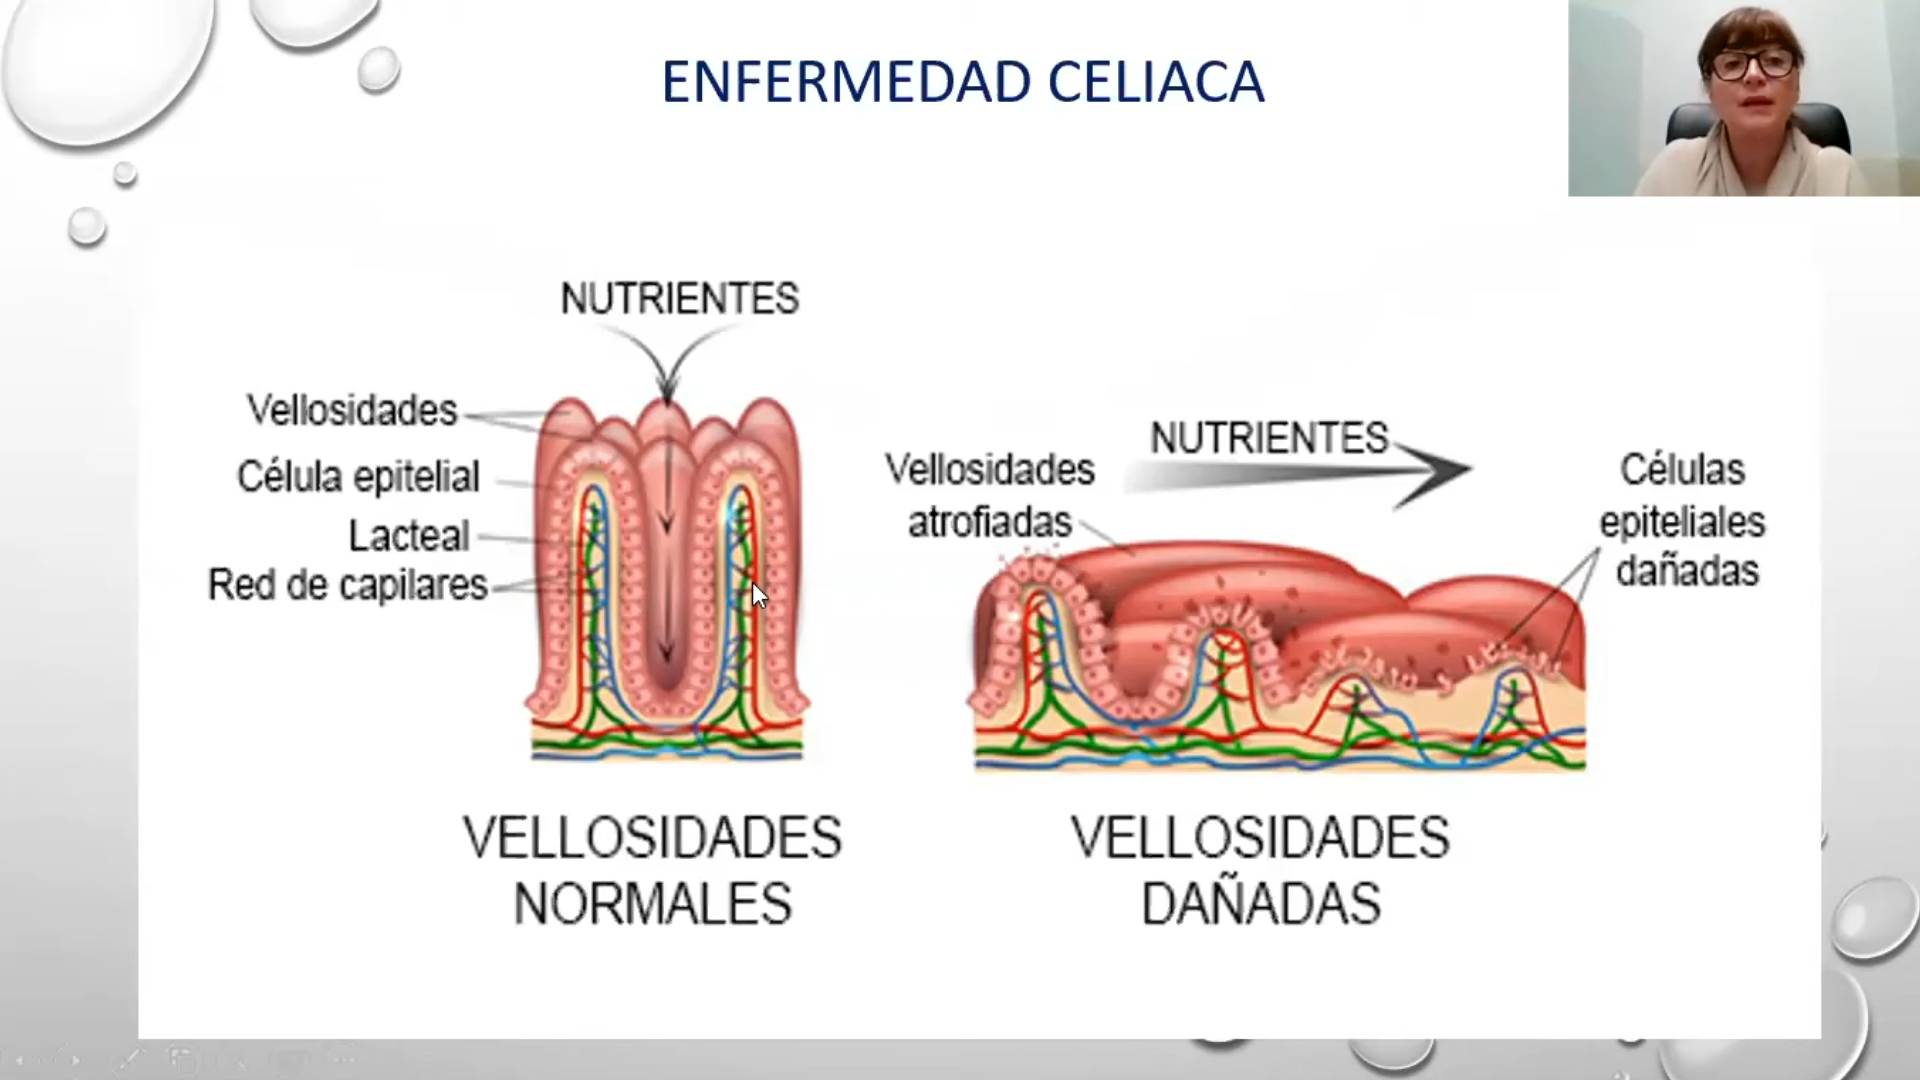 ENFERMEDAD CELIACA
NUTRIENTES
Vellosidades
Célula epitelial
Lacteal
Red de capilares
VELLOSIDADES
NORMALES
NUTRIENTES
Vellosidades
atrofiadas
Células
epiteliales
dañadas
VELLOSIDADES
DAÑADAS